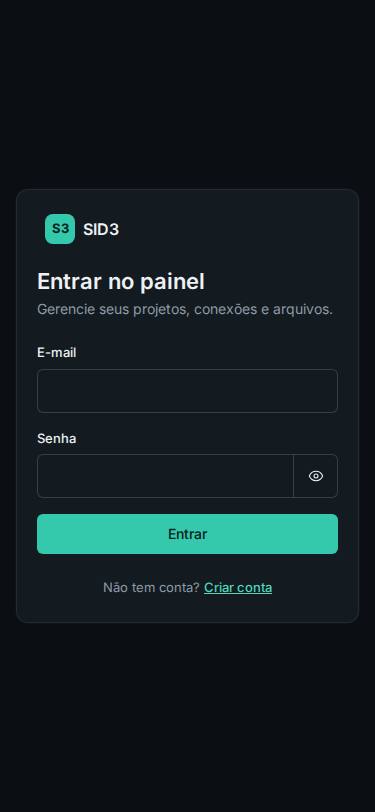 S3 SID3
Entrar no painel
Gerencie seus projetos, conexões e arquivos.
E-mail
Senha
Entrar
Não tem conta? Criar conta